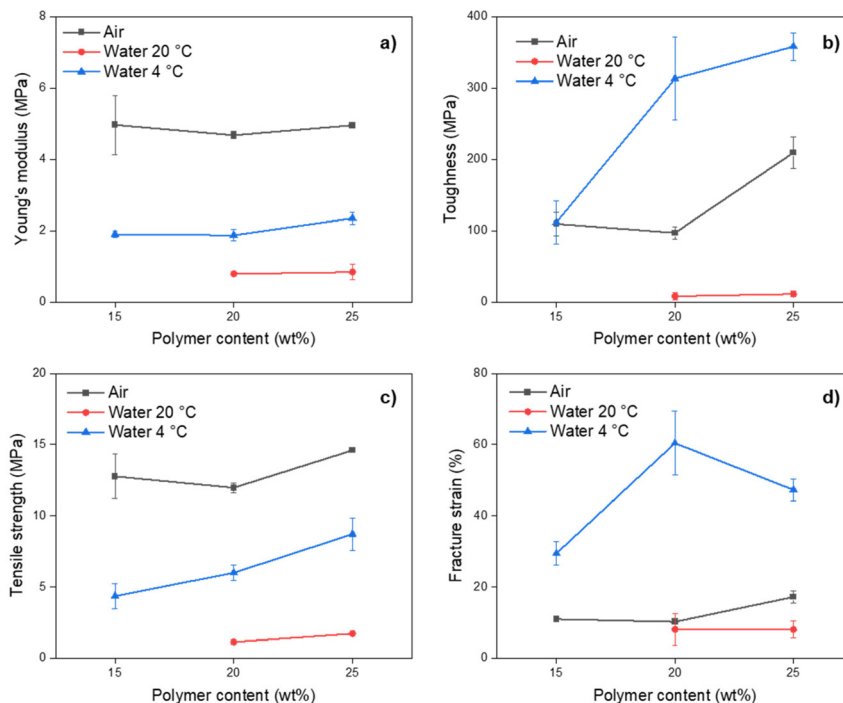 a)
Air
Water 20 °C
Water 4 °C
Young's modulus (MPa)
8
6
4
2
0
15 20 25
Polymer content (wt%)
b)
Air
Water 20 °C
Water 4 °C
Toughness (MPa)
400
300
200
100
0
15 20 25
Polymer content (wt%)
c)
Air
Water 20 °C
Water 4 °C
Tensile strength (MPa)
20
15
10
5
0
15 20 25
Polymer content (wt%)
d)
Air
Water 20 °C
Water 4 °C
Fracture strain (%)
80
60
40
20
0
15 20 25
Polymer content (wt%)